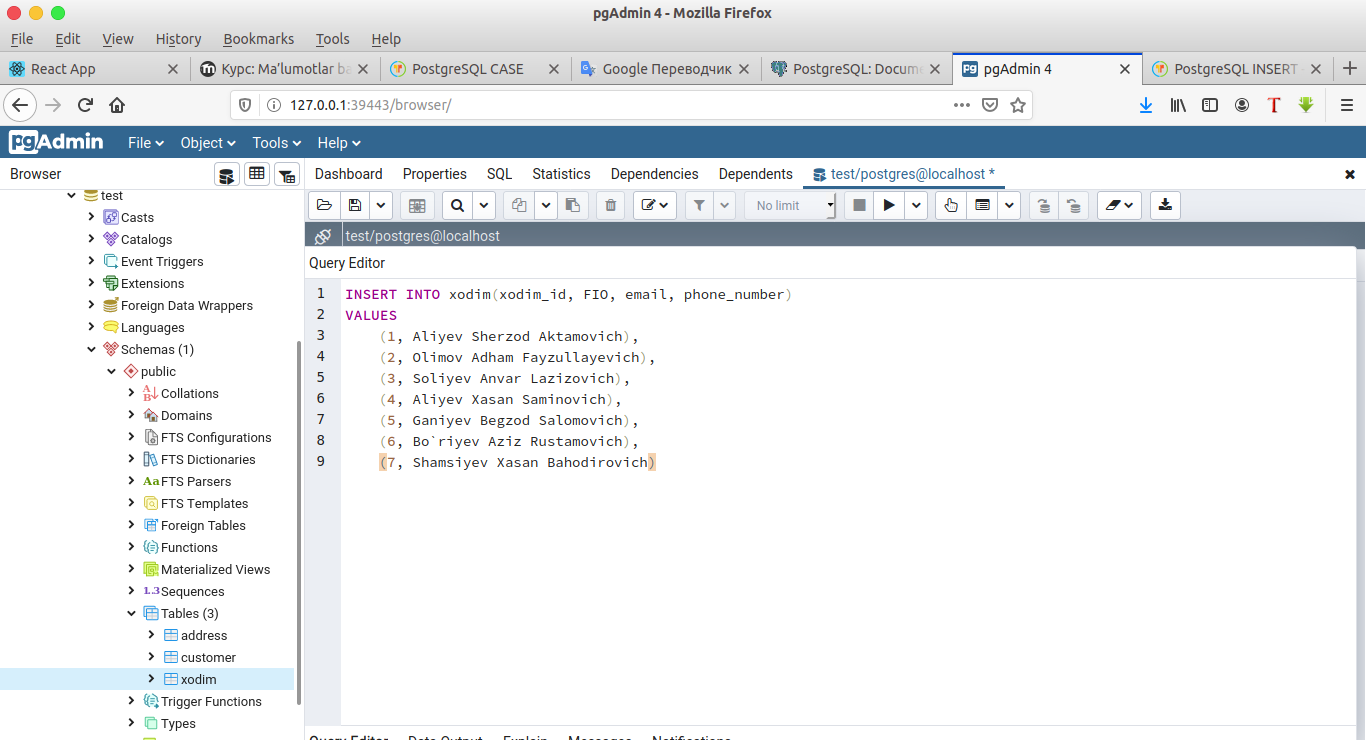 pgAdmin 4 - Mozilla Firefox
File Edit View History Bookmarks Tools Help
React App Курс: Ma'lumotlar ba PostgreSQL CASE Google Переводчик PostgreSQL: Docume pgAdmin 4 PostgreSQL INSERT
127.0.0.1:39443/browser/
pgAdmin File Object Tools Help
Browser Dashboard Properties SQL Statistics Dependencies Dependents test/postgres@localhost *
No limit
test/postgres@localhost
Query Editor
test
Casts
Catalogs
Event Triggers
Extensions
Foreign Data Wrappers
Languages
Schemas (1)
public
Collations
Domains
FTS Configurations
FTS Dictionaries
FTS Parsers
FTS Templates
Foreign Tables
Functions
Materialized Views
1..3 Sequences
Tables (3)
address
customer
xodim
Trigger Functions
Types
1 INSERT INTO xodim(xodim_id, FIO, email, phone_number)
2 VALUES
3 (1, Aliyev Sherzod Aktamovich),
4 (2, Olimov Adham Fayzullayevich),
5 (3, Soliyev Anvar Lazizovich),
6 (4, Aliyev Xasan Saminovich),
7 (5, Ganiyev Begzod Salomovich),
8 (6, Bo`riyev Aziz Rustamovich),
9 (7, Shamsiyev Xasan Bahodirovich)
Query Editor Data Output Explain Messages Notifications